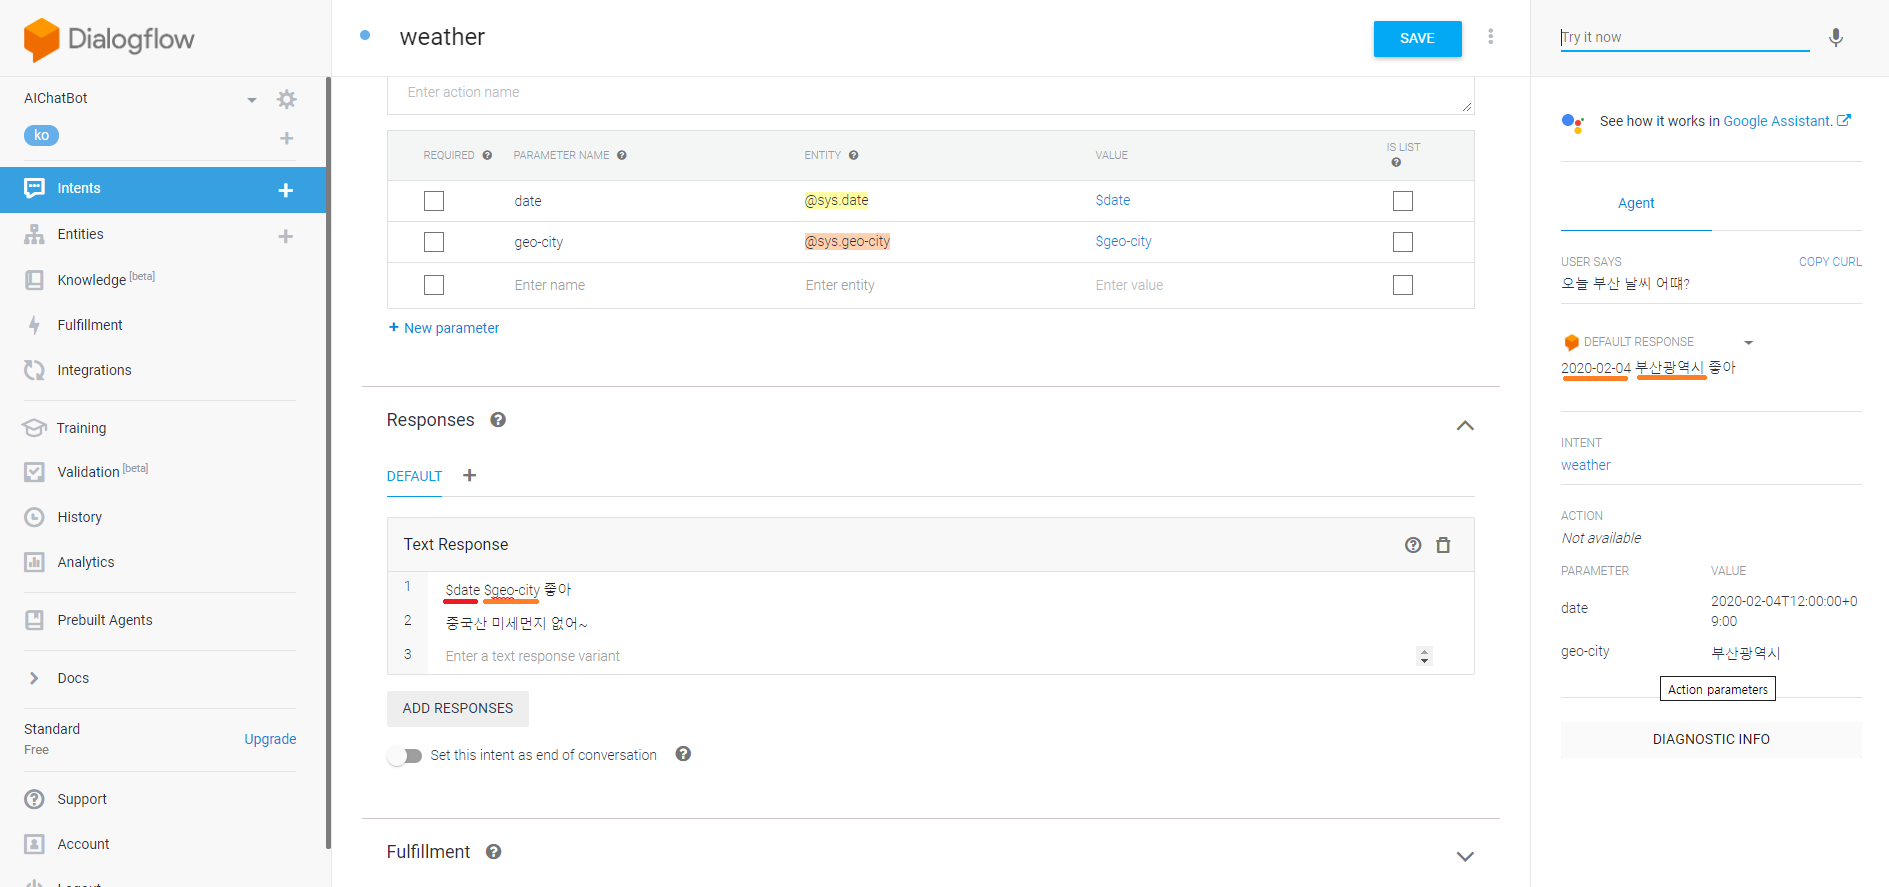 Dialogflow
AIChatBot
ko
Intents
Entities
Knowledge [beta]
Fulfillment
Integrations
Training
Validation [beta]
History
Analytics
Prebuilt Agents
Docs
Standard
Free
Upgrade
Support
Account
Logout
weather
SAVE
Enter action name
REQUIRED PARAMETER NAME ENTITY VALUE IS LIST
date @sys.date $date
geo-city @sys.geo-city $geo-city
Enter name Enter entity Enter value
+ New parameter
Responses
DEFAULT
Text Response
1 $date $geo-city 좋아
2 중국산 미세먼지 없어~
3 Enter a text response variant
ADD RESPONSES
Set this intent as end of conversation
Fulfillment
Try it now
See how it works in Google Assistant.
Agent
USER SAYS COPY CURL
오늘 부산 날씨 어때?
DEFAULT RESPONSE
2020-02-04 부산광역시 좋아
INTENT
weather
ACTION
Not available
PARAMETER VALUE
date 2020-02-04T12:00:00+0
9:00
geo-city 부산광역시
Action parameters
DIAGNOSTIC INFO